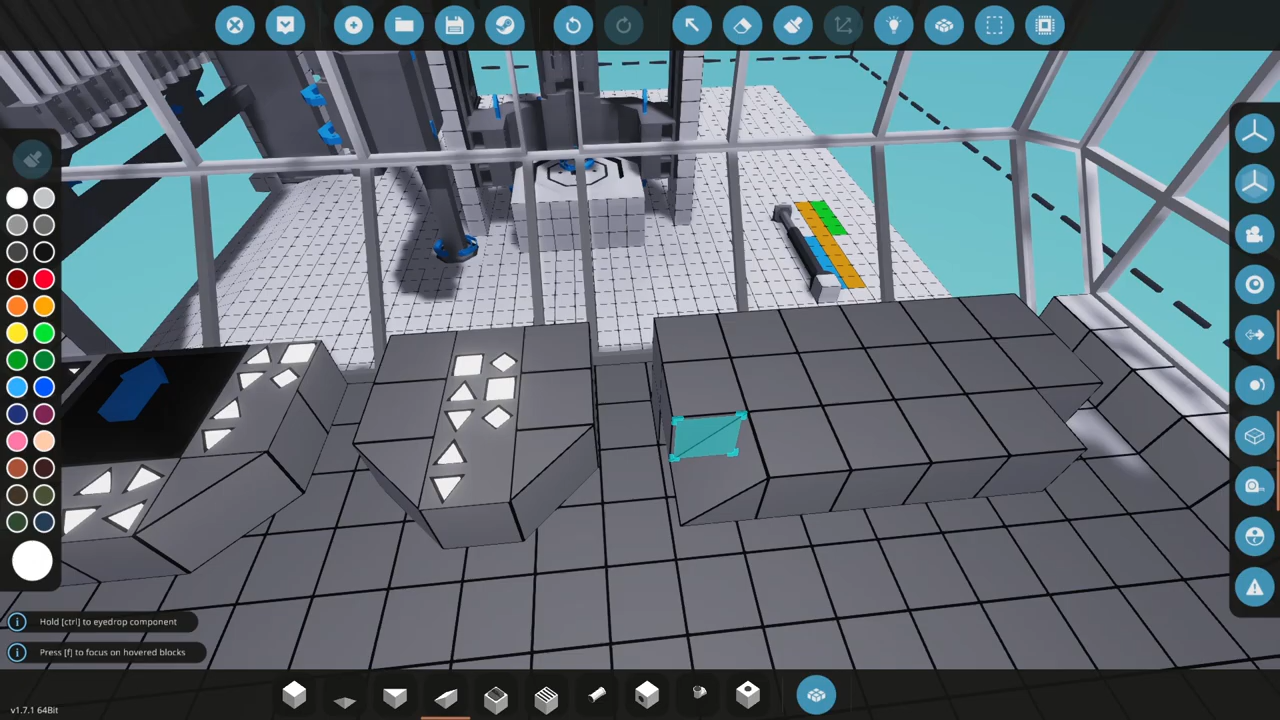 Hold [ctrl] to eyedrop component
Press [f] to focus on hovered blocks
v1.7.1 64Bit